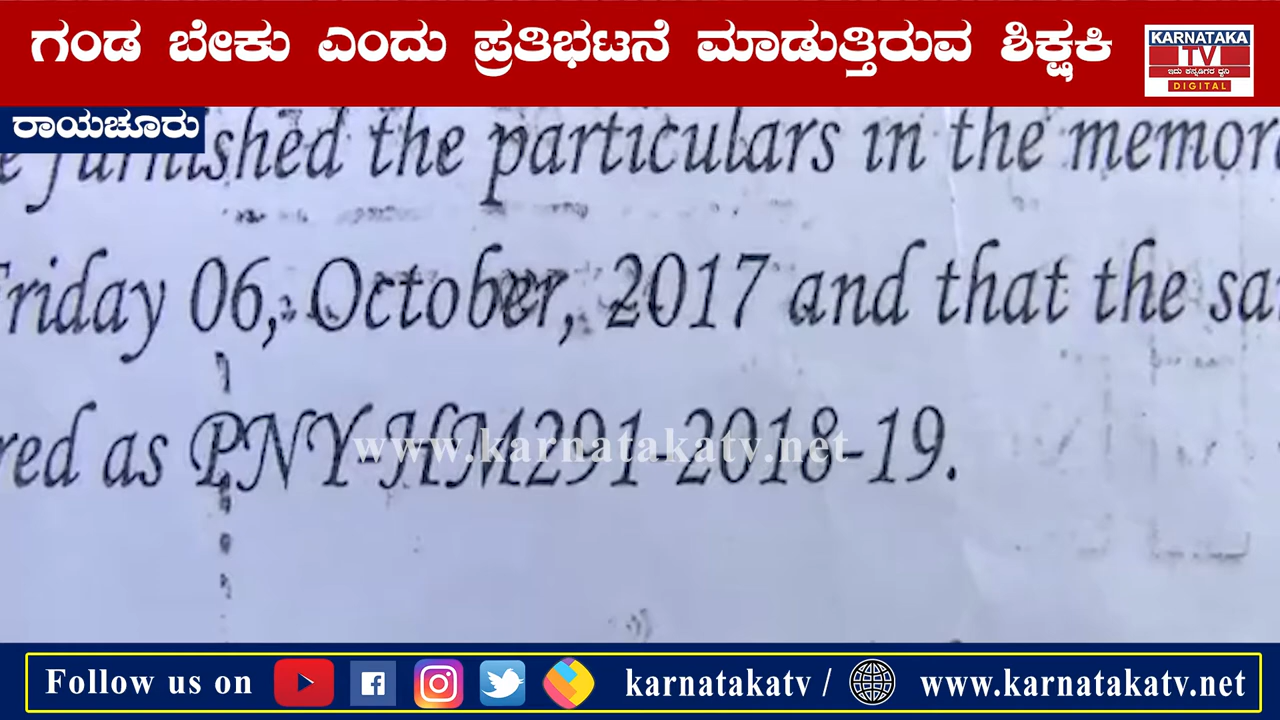 ಗಂಡ ಬೇಕು ಎಂದು ಪ್ರತಿಭಟನೆ ಮಾಡುತ್ತಿರುವ ಶಿಕ್ಷಕಿ
KARNATAKA
TV
ಇದು ಕನ್ನಡಿಗರ ಧ್ವನಿ
DIGITAL
ರಾಯಚೂರು
furnished the particulars in the memor
Friday 06, October, 2017 and that the sa
red as PNY-HM291-2018-19.
www.karnatakatv.net
Follow us on karnatakatv / www.karnatakatv.net